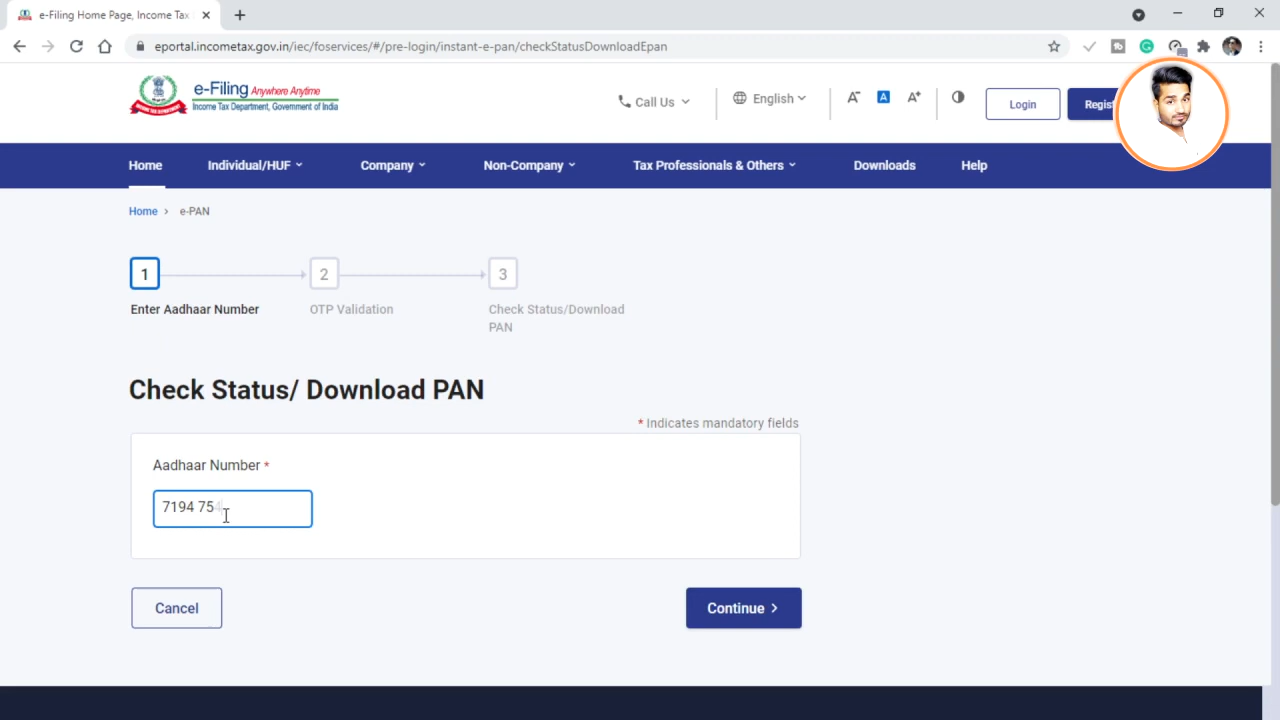 e-Filing Home Page, Income Tax
eportal.incometax.gov.in/iec/foservices/#/pre-login/instant-e-pan/checkStatusDownloadEpan
e-Filing Anywhere Anytime
Income Tax Department, Government of India
Call Us
English
A- A A+
Login
Regist
Home Individual/HUF Company Non-Company Tax Professionals & Others Downloads Help
Home > e-PAN
1 2 3
Enter Aadhaar Number OTP Validation Check Status/Download
PAN
Check Status/ Download PAN
* Indicates mandatory fields
Aadhaar Number *
7194 754
Cancel Continue >